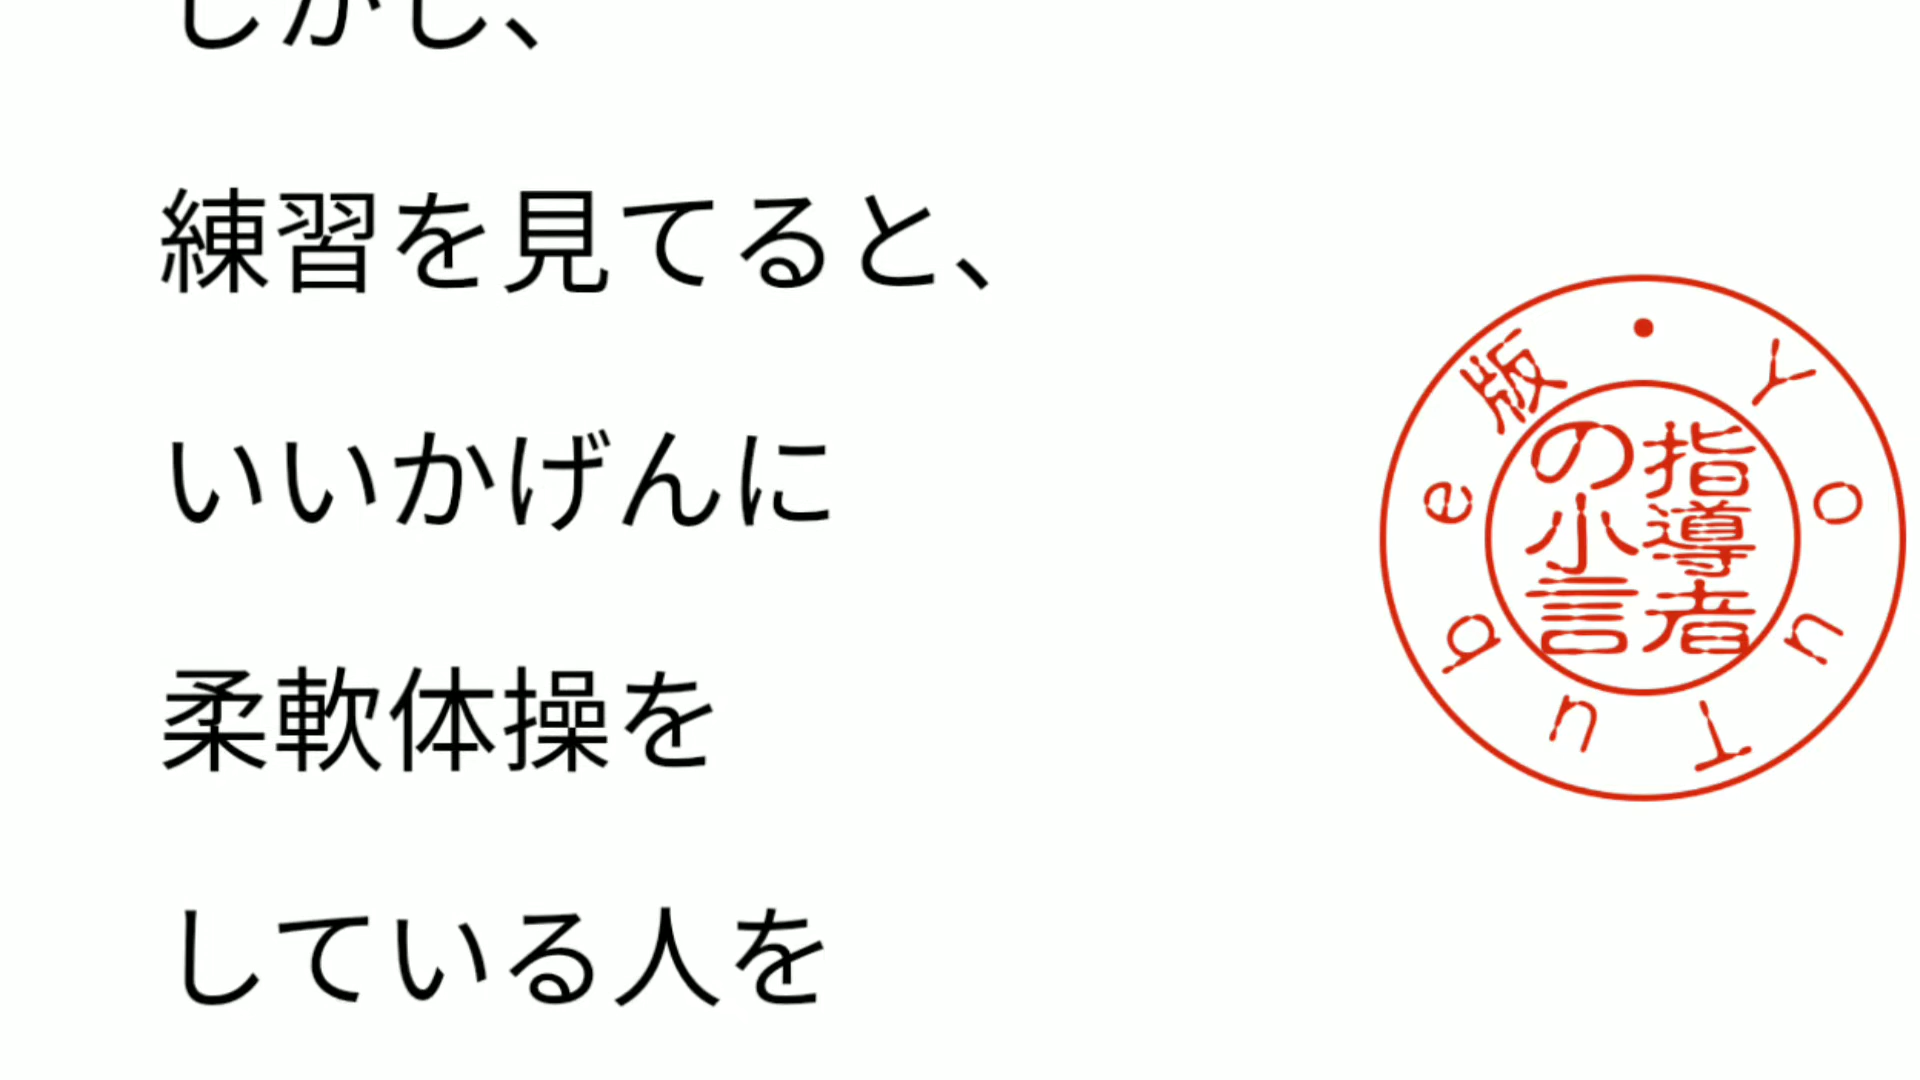 しかし、
練習を見てると、
いいかげんに
柔軟体操を
している人を
指導者
の小言
・YouTube版